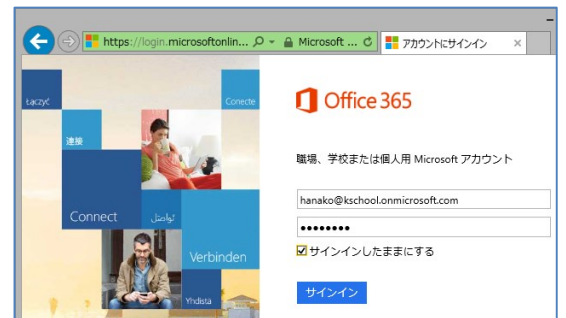 https://login.microsoftonlin...
Microsoft ...
アカウントにサインイン
Łączyć
Conecte
連接
Connect
تواصل
Verbinden
Yhdistä
Office 365
職場、学校または個人用 Microsoft アカウント
hanako@kschool.onmicrosoft.com
サインインしたままにする
サインイン